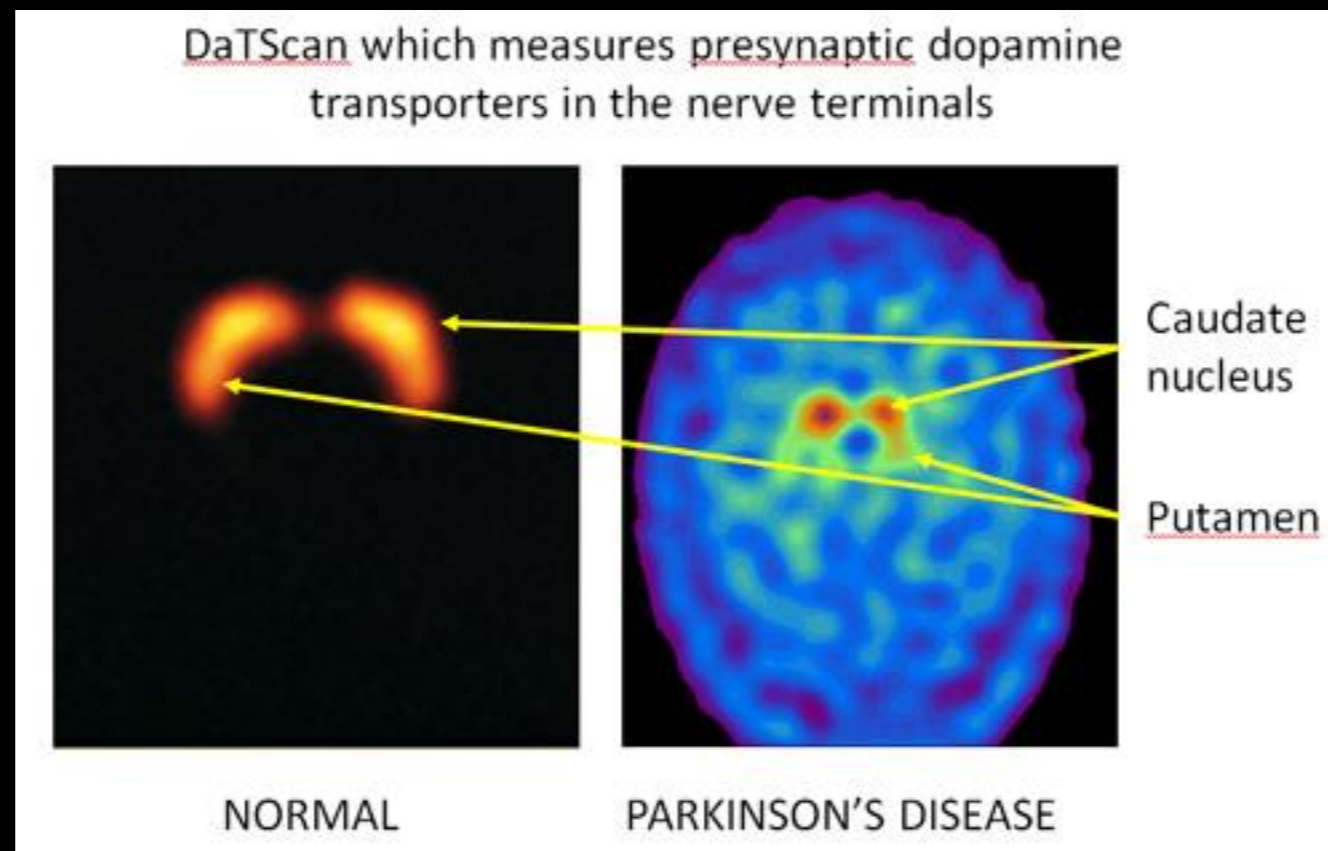 DaTScan which measures presynaptic dopamine
transporters in the nerve terminals
Caudate
nucleus
Putamen
NORMAL
PARKINSON'S DISEASE